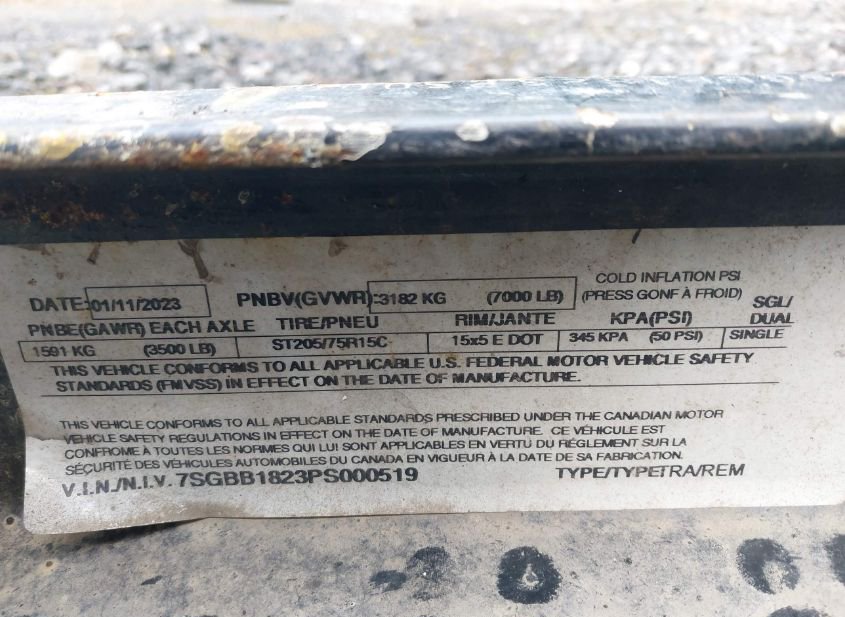 COLD INFLATION PSI
DATE: 01/11/2023 PNBV(GVWR): 3182 KG (7000 LB) (PRESS GONF À FROID) SGL/
PNBE(GAWR) EACH AXLE TIRE/PNEU RIM/JANTE KPA(PSI) DUAL
1591 KG (3500 LB) ST205/75R15C 15x5 E DOT 345 KPA (50 PSI) SINGLE
THIS VEHICLE CONFORMS TO ALL APPLICABLE U.S. FEDERAL MOTOR VEHICLE SAFETY
STANDARDS (FMVSS) IN EFFECT ON THE DATE OF MANUFACTURE.
THIS VEHICLE CONFORMS TO ALL APPLICABLE STANDARDS PRESCRIBED UNDER THE CANADIAN MOTOR
VEHICLE SAFETY REGULATIONS IN EFFECT ON THE DATE OF MANUFACTURE. CE VÉHICULE EST
CONFROME À TOUTES LES NORMES QUI LUI SONT APPLICABLES EN VERTU DU RÉGLEMENT SUR LA
SÉCURITÉ DES VÉHICULES AUTOMOBILES DU CANADA EN VIGUEUR À LA DATE DE SA FABRICATION.
V.I.N./N.I.V. 7SGBB1823PS000519 TYPE/TYPETRA/REM